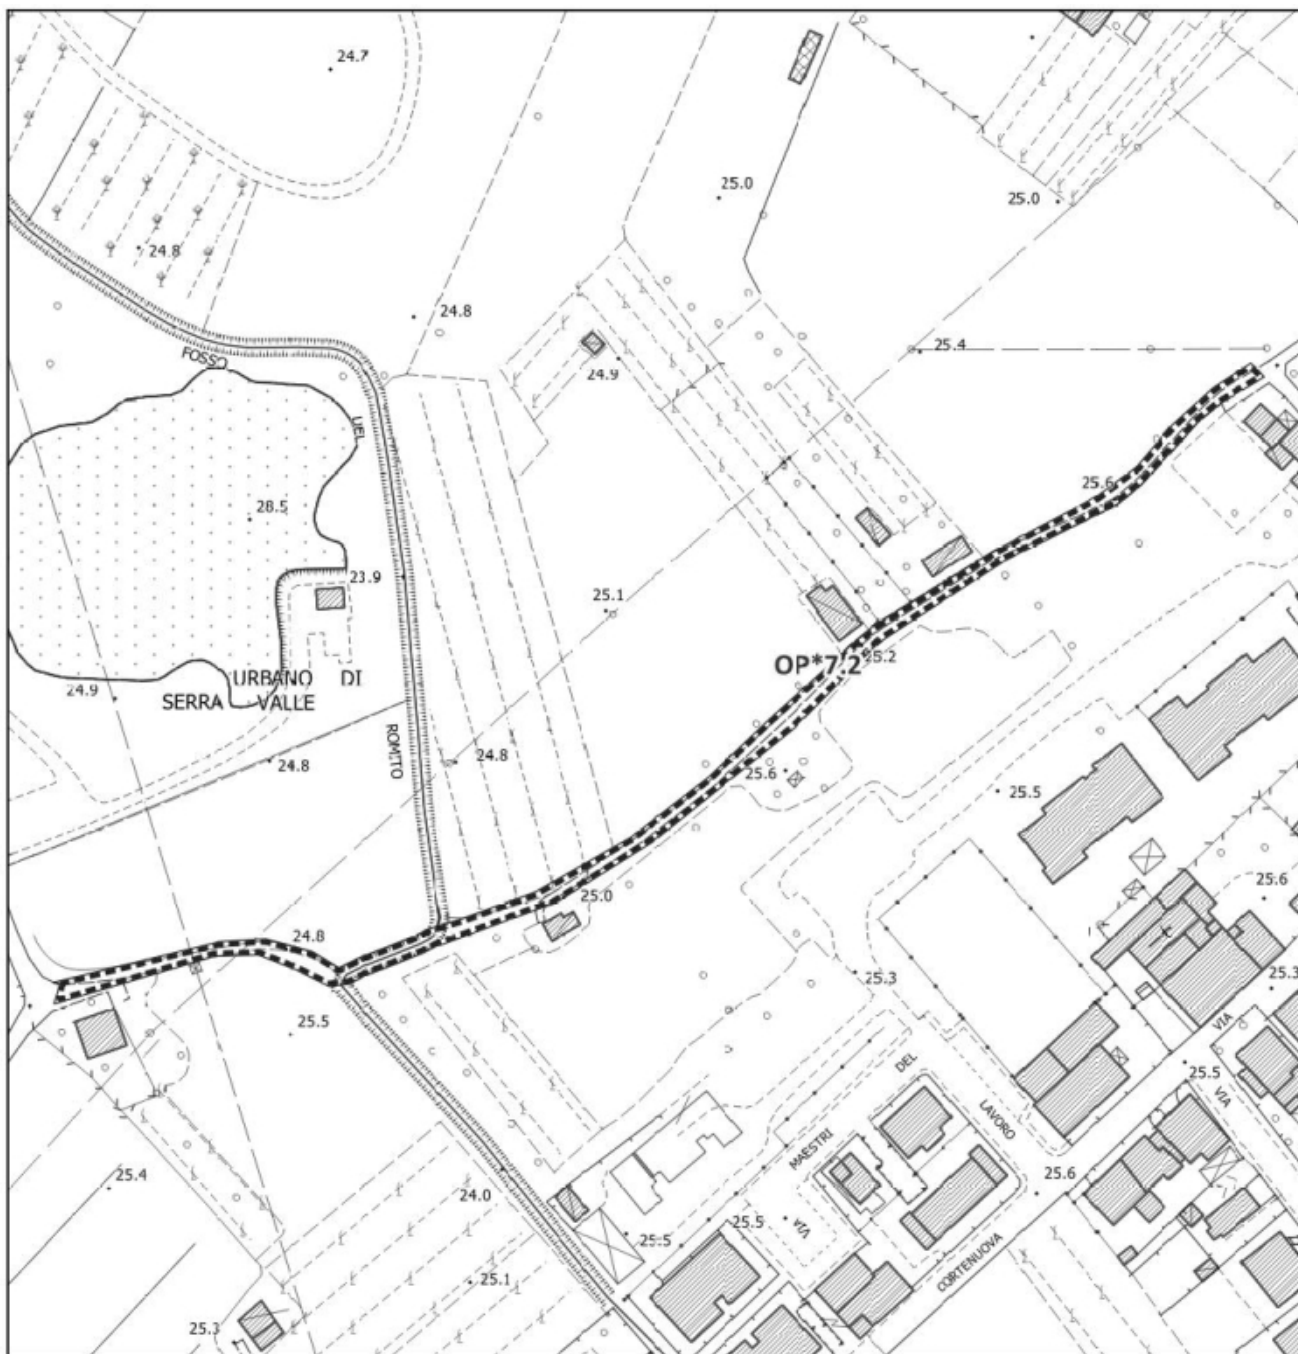 24.7
25.0
25.0
24.8
24.8
25.4
FOSSO
24.9
DEL
25.6
28.5
23.9
25.1
25.2
OP*7.2
URBANO DI
24.9
SERRA VALLE
ROMITO
24.8
24.8
25.6
25.5
25.6
25.0
24.8
25.3
25.3
25.5
VIA
DEL
25.5
VIA
LAVORO
MAESTRI
25.4
24.0
25.6
25.5
VIA
25.5
CORTENUOVA
25.1
25.3